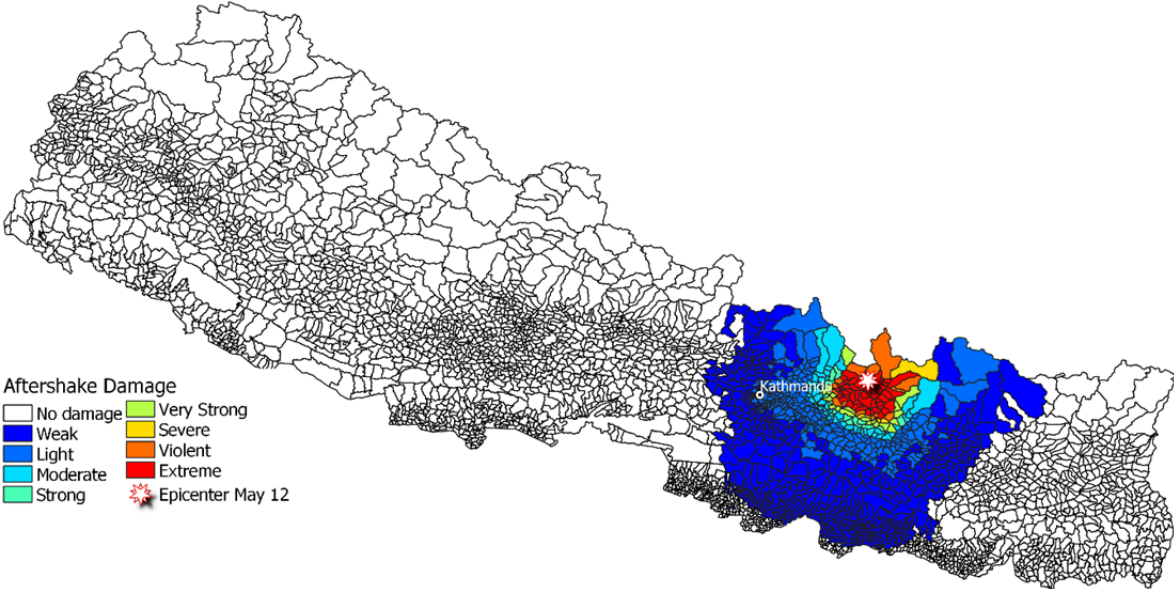 Kathmandu
Aftershake Damage
No damage
Weak
Light
Moderate
Strong
Very Strong
Severe
Violent
Extreme
Epicenter May 12